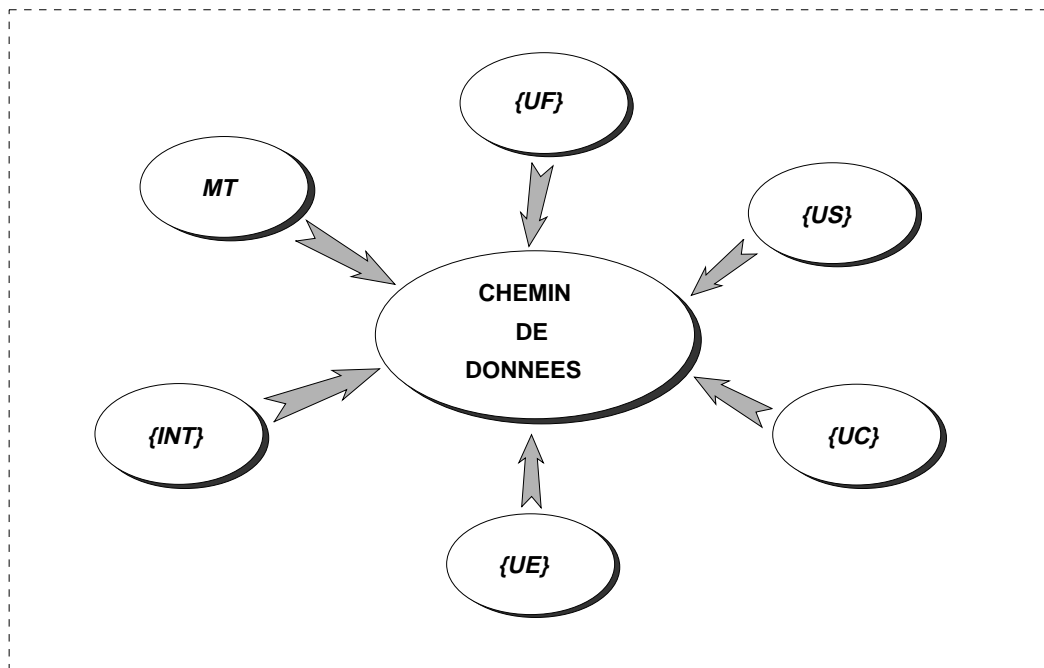 {UF}
MT
{US}
CHEMIN
DE
DONNEES
{INT}
{UC}
{UE}